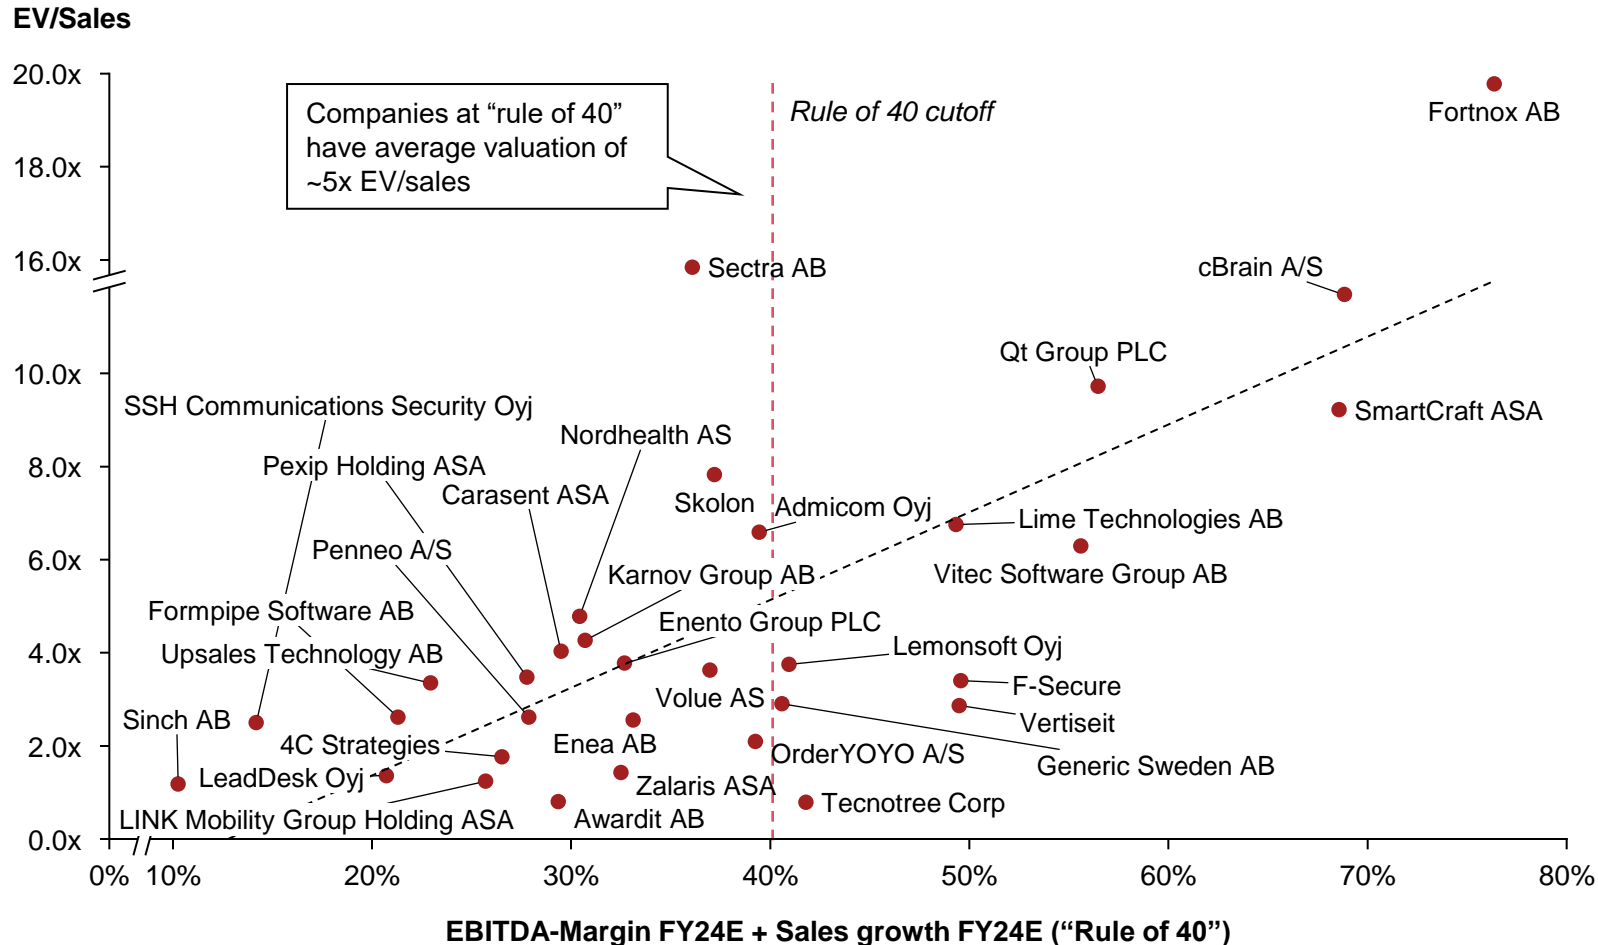 EV/Sales
20.0x
Fortnox AB
Companies at “rule of 40”
have average valuation of
~5x EV/sales
Rule of 40 cutoff
18.0x
16.0x
Sectra AB
cBrain A/S
Qt Group PLC
10.0x
SSH Communications Security Oyj
SmartCraft ASA
Nordhealth AS
8.0x
Pexip Holding ASA
Carasent ASA
Skolon
Admicom Oyj
Lime Technologies AB
Penneo A/S
6.0x
Karnov Group AB
Vitec Software Group AB
Formpipe Software AB
Enento Group PLC
4.0x
Upsales Technology AB
Lemonsoft Oyj
F-Secure
Volue AS
Sinch AB
Vertiseit
2.0x
4C Strategies
Enea AB
OrderYOYO A/S
Generic Sweden AB
LeadDesk Oyj
Zalaris ASA
Tecnotree Corp
LINK Mobility Group Holding ASA
Awardit AB
0.0x
0%
10%
20%
30%
40%
50%
60%
70%
80%
EBITDA-Margin FY24E + Sales growth FY24E (“Rule of 40”)